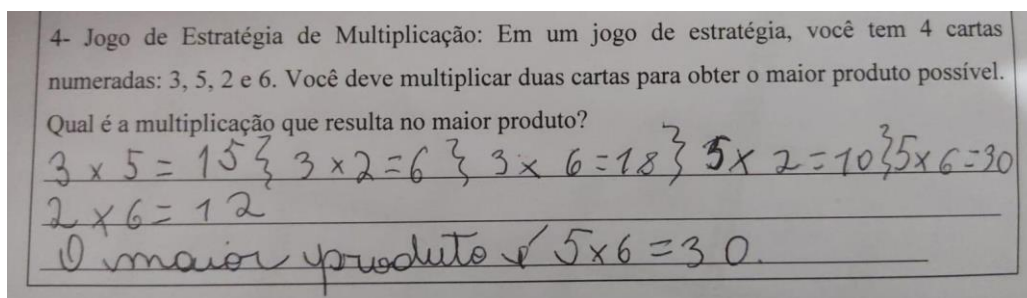 4- Jogo de Estratégia de Multiplicação: Em um jogo de estratégia, você tem 4 cartas
numeradas: 3, 5, 2 e 6. Você deve multiplicar duas cartas para obter o maior produto possível.
Qual é a multiplicação que resulta no maior produto?
3 x 5 = 15 } 3 x 2 = 6 } 3 x 6 = 18 } 5 x 2 = 10 } 5 x 6 = 30
2 x 6 = 12
O maior produto é 5 x 6 = 30.